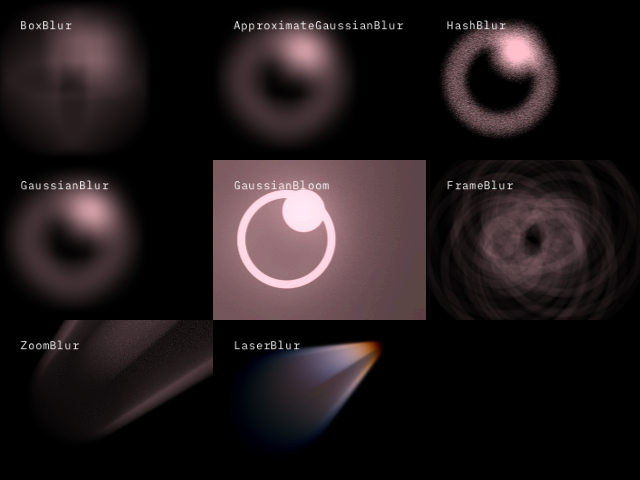 BoxBlur
ApproximateGaussianBlur
HashBlur
GaussianBlur
GaussianBloom
FrameBlur
ZoomBlur
LaserBlur